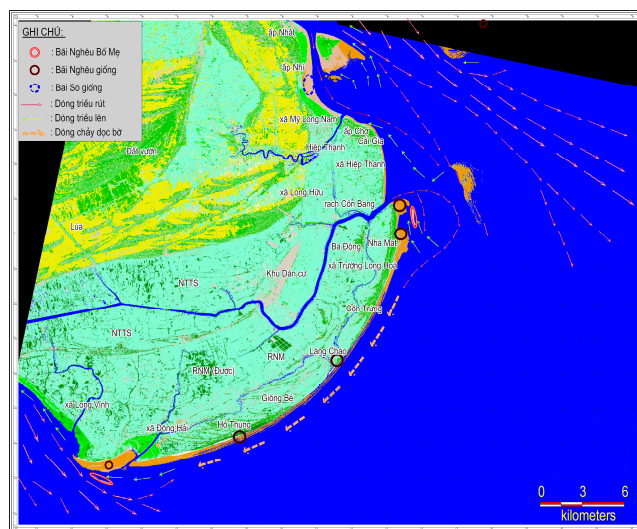 GHI CHÚ:
: Bãi Nghêu Bố Mẹ
: Bãi Nghêu giống
: Bãi Sò giống
: Dòng triều rút
: Dòng triều lên
: Dòng chảy dọc bờ
ấp Nhất
ấp Nhì
xã Mỹ Long Nam
ấp Chợ
Cái Già
Hiệp Thạnh
xã Hiệp Thạnh
Đất vườn
xã Long Hữu
rạch Cồn Bàng
Lúa
Ba Động
Nhà Mát
xã Trường Long Hoà
Khu Dân cư
NTTS
Cồn Trứng
NTTS
RNM
Láng Cháo
RNM (Đước)
Giồng Bè
xã Long Vĩnh
Hồ Thùng
xã Đông Hải
0 3 6
kilometers